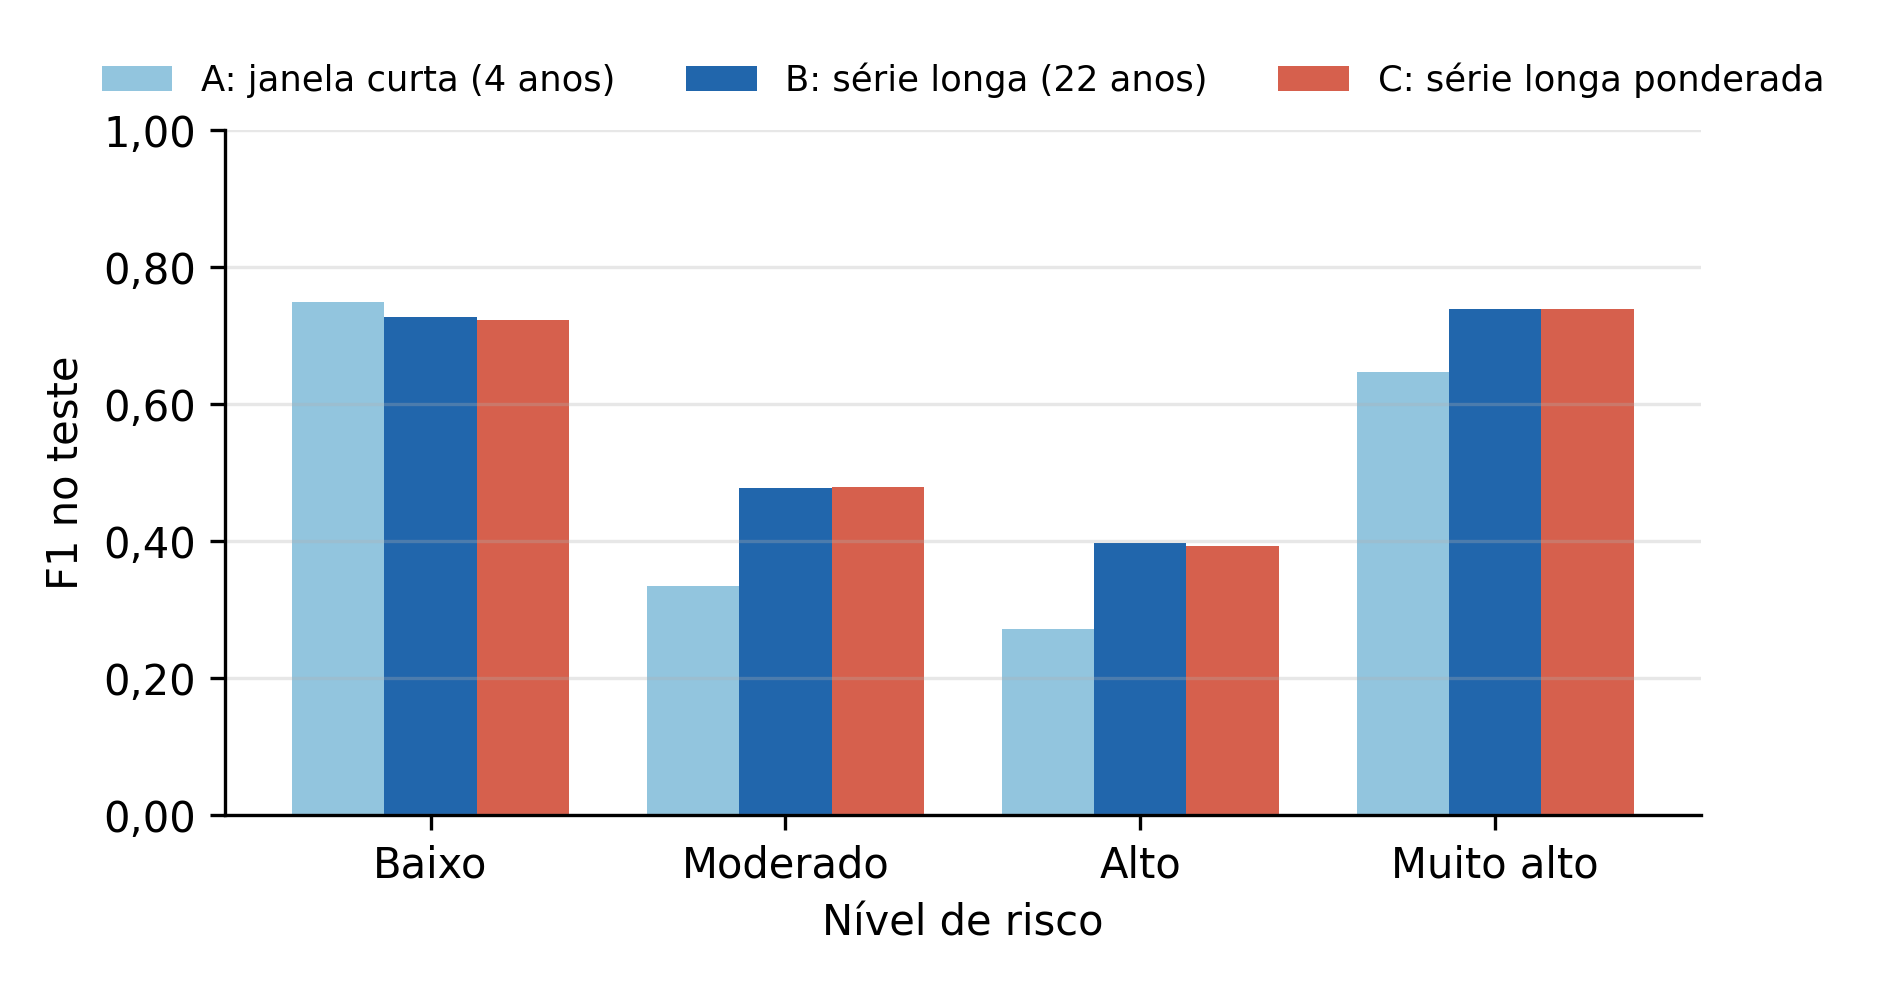 A: janela curta (4 anos) B: série longa (22 anos) C: série longa ponderada
1,00
0,80
0,60
0,40
0,20
0,00
F1 no teste
Baixo Moderado Alto Muito alto
Nível de risco